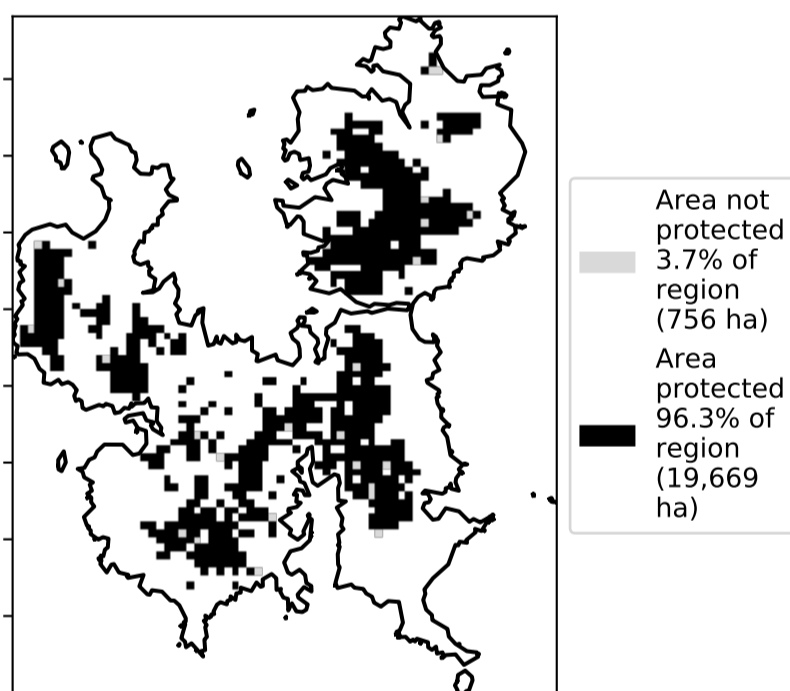 Area not
protected
3.7% of
region
(756 ha)
Area
protected
96.3% of
region
(19,669
ha)